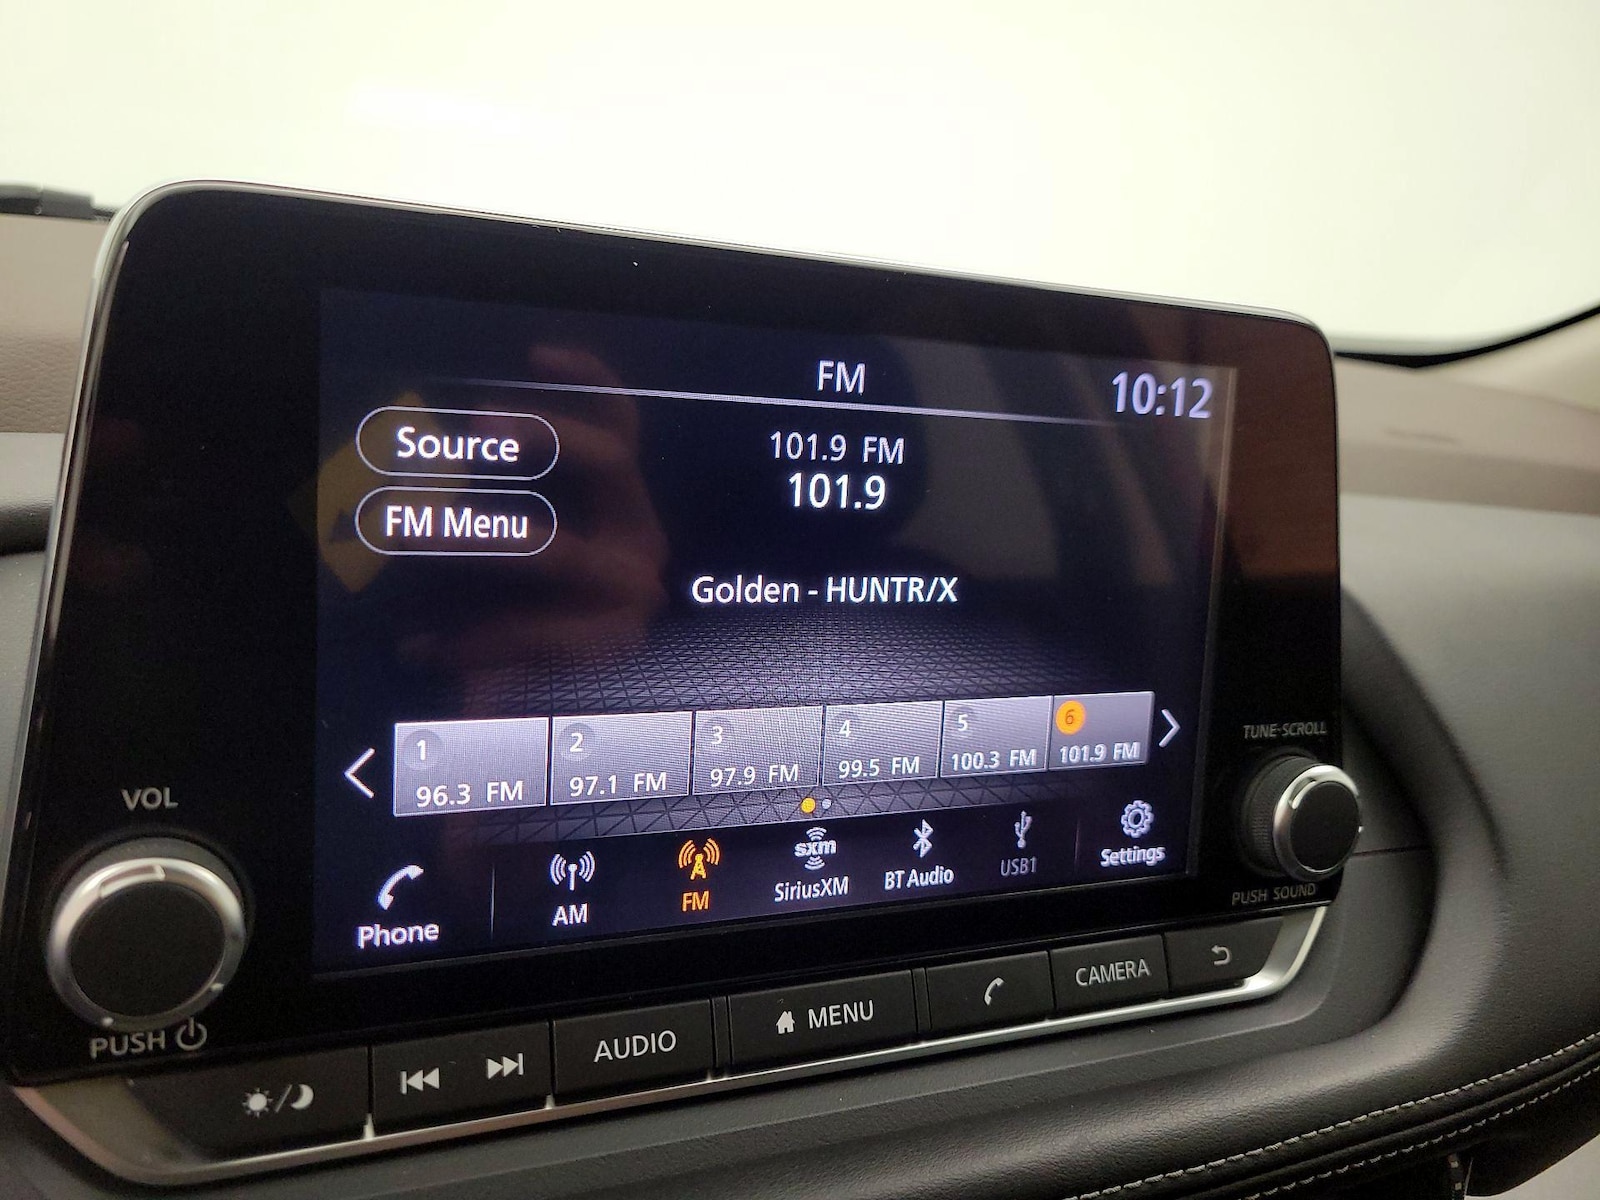 FM
10:12
Source
101.9 FM
101.9
FM Menu
Golden - HUNTR/X
1
96.3 FM
2
97.1 FM
3
97.9 FM
4
99.5 FM
5
100.3 FM
6
101.9 FM
TUNE·SCROLL
VOL
Phone
AM
FM
sxm
SiriusXM
BT Audio
USB1
Settings
PUSH SOUND
PUSH
AUDIO
MENU
CAMERA